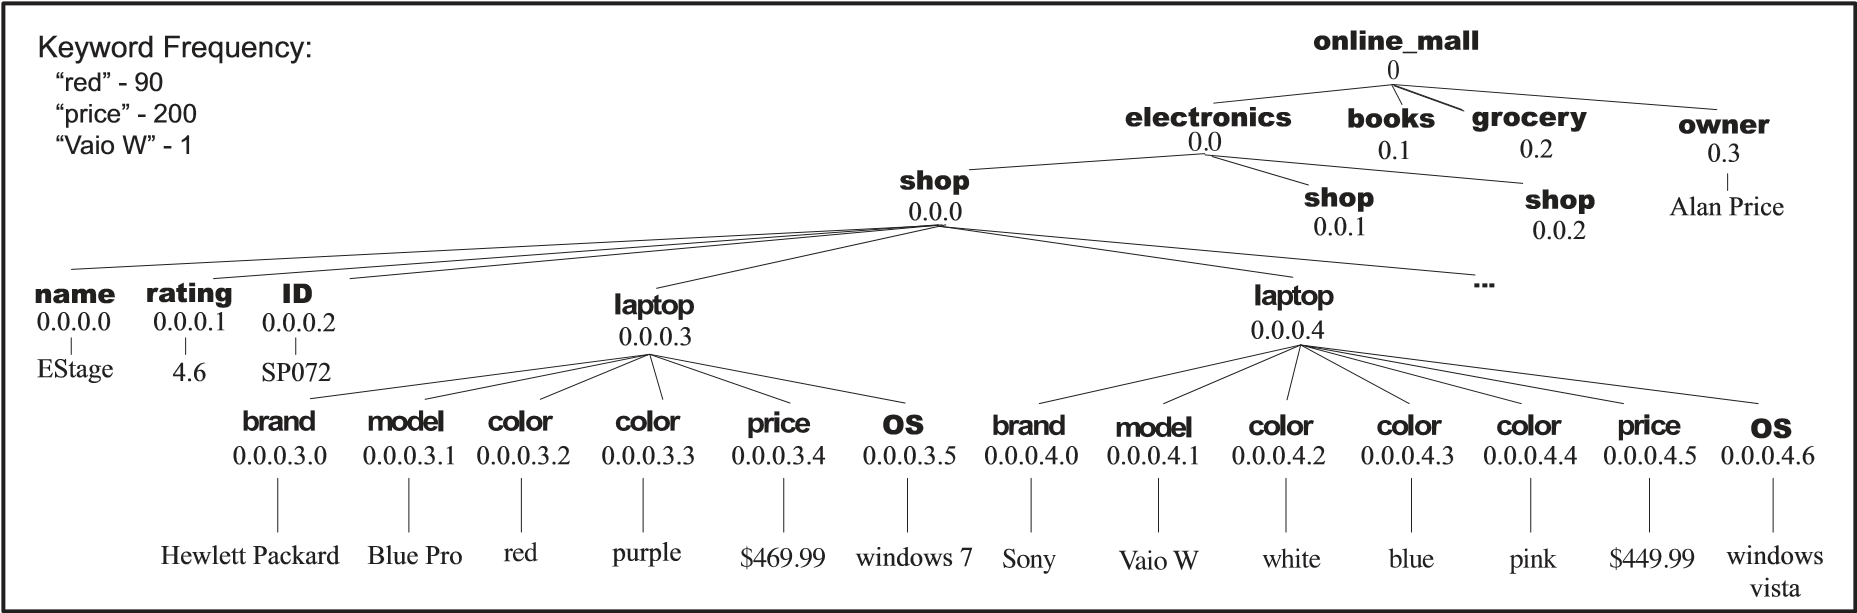 Keyword Frequency:
“red” - 90
“price” - 200
“Vaio W” - 1
online_mall
0
electronics
0.0
books
0.1
grocery
0.2
owner
0.3
Alan Price
shop
0.0.0
shop
0.0.1
shop
0.0.2
name
0.0.0.0
EStage
rating
0.0.0.1
4.6
ID
0.0.0.2
SP072
laptop
0.0.0.3
laptop
0.0.0.4
...
brand
0.0.0.3.0
Hewlett Packard
model
0.0.0.3.1
Blue Pro
color
0.0.0.3.2
red
color
0.0.0.3.3
purple
price
0.0.0.3.4
$469.99
OS
0.0.0.3.5
windows 7
brand
0.0.0.4.0
Sony
model
0.0.0.4.1
Vaio W
color
0.0.0.4.2
white
color
0.0.0.4.3
blue
color
0.0.0.4.4
pink
price
0.0.0.4.5
$449.99
OS
0.0.0.4.6
windows
vista